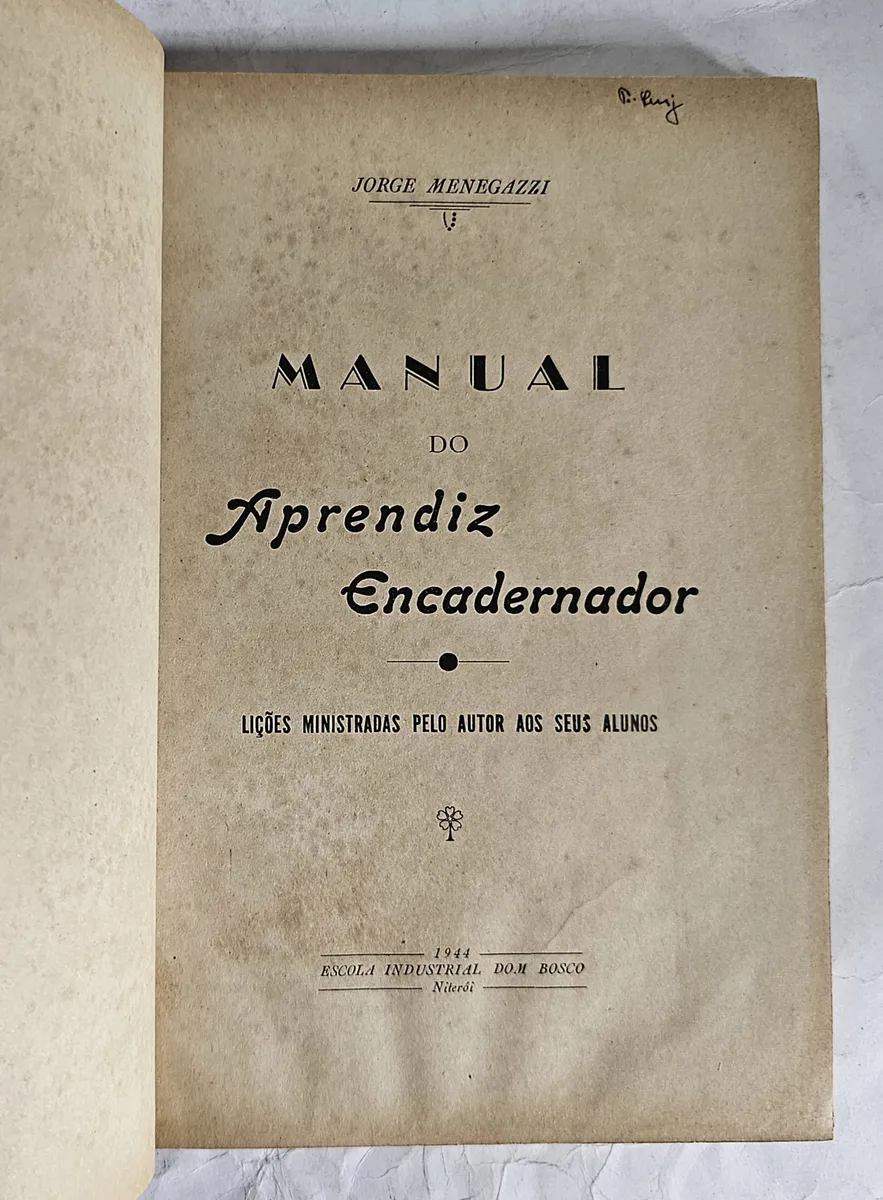 JORGE MENEGAZZI
MANUAL
DO
Aprendiz
Encadernador
LIÇÕES MINISTRADAS PELO AUTOR AOS SEUS ALUNOS
1944
ESCOLA INDUSTRIAL DOM BOSCO
Niterói